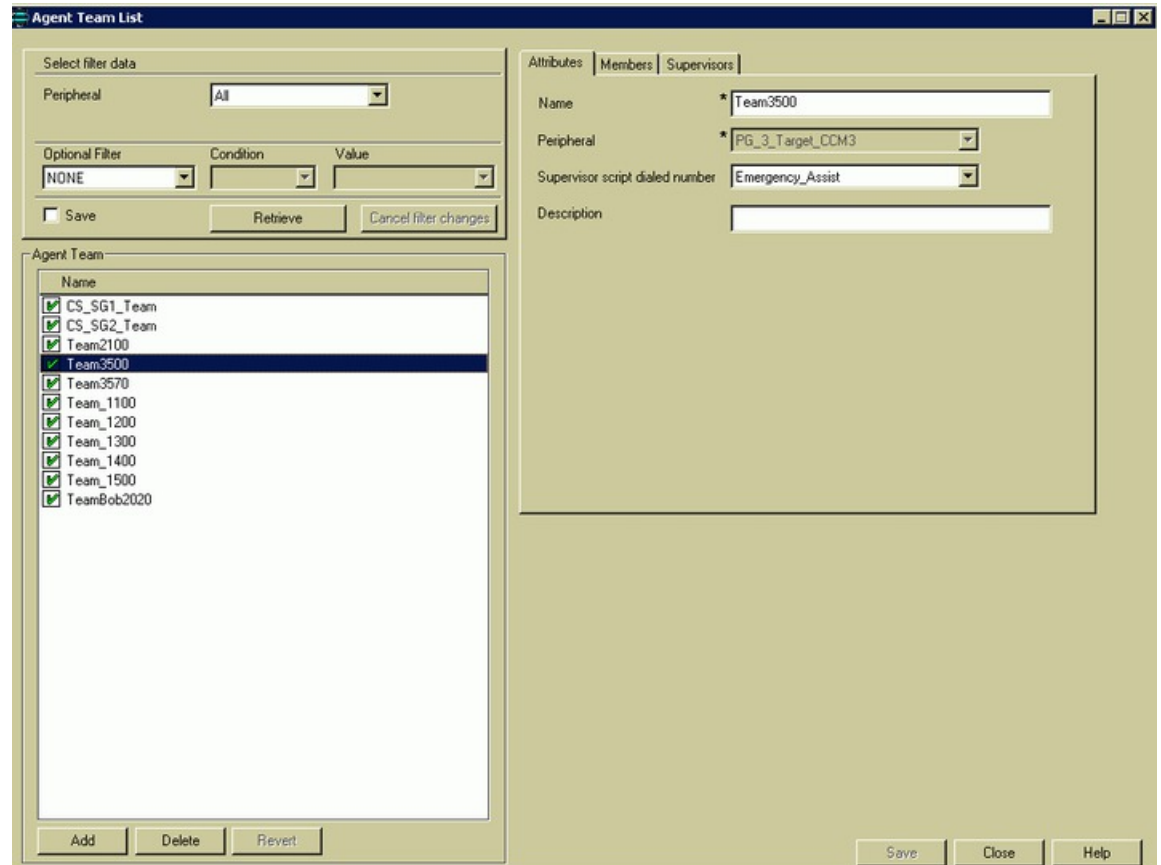 Agent Team List
Select filter data
Peripheral All
Optional Filter Condition Value
NONE
Save Retrieve Cancel filter changes
Agent Team
Name
CS_SG1_Team
CS_SG2_Team
Team2100
Team3500
Team3570
Team_1100
Team_1200
Team_1300
Team_1400
Team_1500
TeamBob2020
Add Delete Revert
Attributes Members Supervisors
Name * Team3500
Peripheral * PG_3_Target_CCM3
Supervisor script dialed number Emergency_Assist
Description
Save Close Help